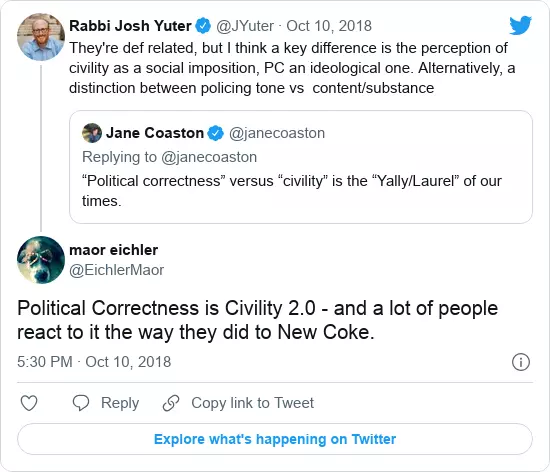 Rabbi Josh Yuter @JYuter · Oct 10, 2018
They're def related, but I think a key difference is the perception of
civility as a social imposition, PC an ideological one. Alternatively, a
distinction between policing tone vs content/substance
Jane Coaston @janecoaston
Replying to @janecoaston
“Political correctness” versus “civility” is the “Yally/Laurel” of our
times.
maor eichler
@EichlerMaor
Political Correctness is Civility 2.0 - and a lot of people
react to it the way they did to New Coke.
5:30 PM · Oct 10, 2018
Reply Copy link to Tweet
Explore what's happening on Twitter